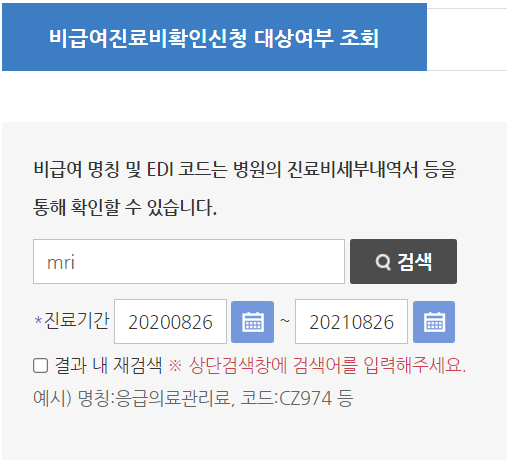 비급여진료비확인신청 대상여부 조회
비급여 명칭 및 EDI 코드는 병원의 진료비세부내역서 등을
통해 확인할 수 있습니다.
mri 검색
*진료기간 20200826 ~ 20210826
결과 내 재검색 ※ 상단검색창에 검색어를 입력해주세요.
예시) 명칭:응급의료관리료, 코드:CZ974 등